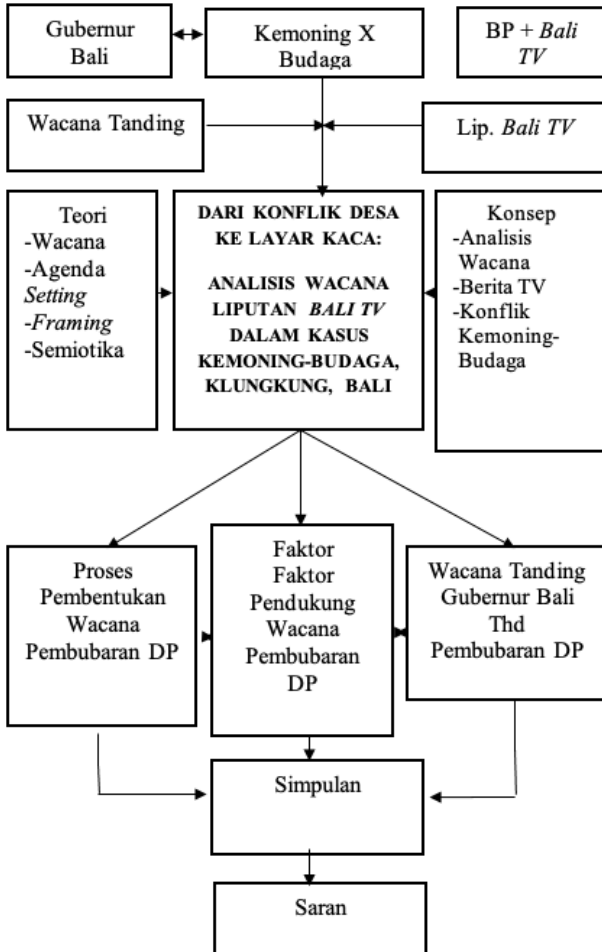 Gubernur
Bali
Kemoning X
Budaga
BP + Bali
TV
Wacana Tanding
Lip. Bali TV
Teori
-Wacana
-Agenda
Setting
-Framing
-Semiotika
DARI KONFLIK DESA
KE LAYAR KACA:
ANALISIS WACANA
LIPUTAN BALI TV
DALAM KASUS
KEMONING-BUDAGA,
KLUNGKUNG, BALI
Konsep
-Analisis
Wacana
-Berita TV
-Konflik
Kemoning-
Budaga
Proses
Pembentukan
Wacana
Pembubaran DP
Faktor
Faktor
Pendukung
Wacana
Pembubaran
DP
Wacana Tanding
Gubernur Bali
Thd
Pembubaran DP
Simpulan
Saran